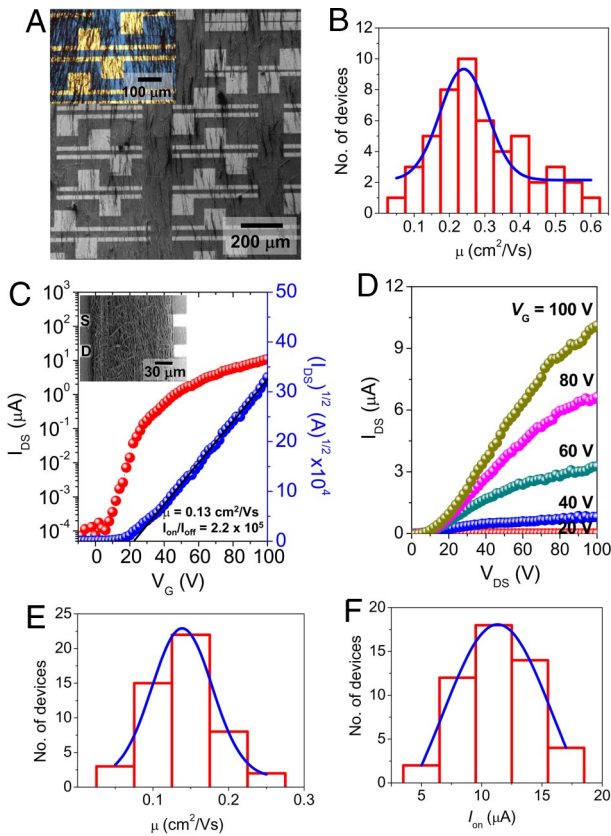 A
100 μm
200 μm
B
12
10
8
6
4
2
0
No. of devices
0.1 0.2 0.3 0.4 0.5 0.6
μ (cm²/Vs)
C
10³
10²
10¹
10⁰
10⁻¹
10⁻²
10⁻³
10⁻⁴
I_DS (μA)
S
D
30 μm
μ = 0.13 cm²/Vs
I_on/I_off = 2.2 x 10⁵
0 20 40 60 80 100
V_G (V)
50
40
30
20
10
0
(I_DS)^1/2 (A)^1/2 x10⁴
D
12
9
6
3
0
I_DS (μA)
V_G = 100 V
80 V
60 V
40 V
20 V
0 20 40 60 80 100
V_DS (V)
E
25
20
15
10
5
0
No. of devices
0.1 0.2 0.3
μ (cm²/Vs)
F
20
15
10
5
0
No. of devices
5 10 15 20
I_on (μA)